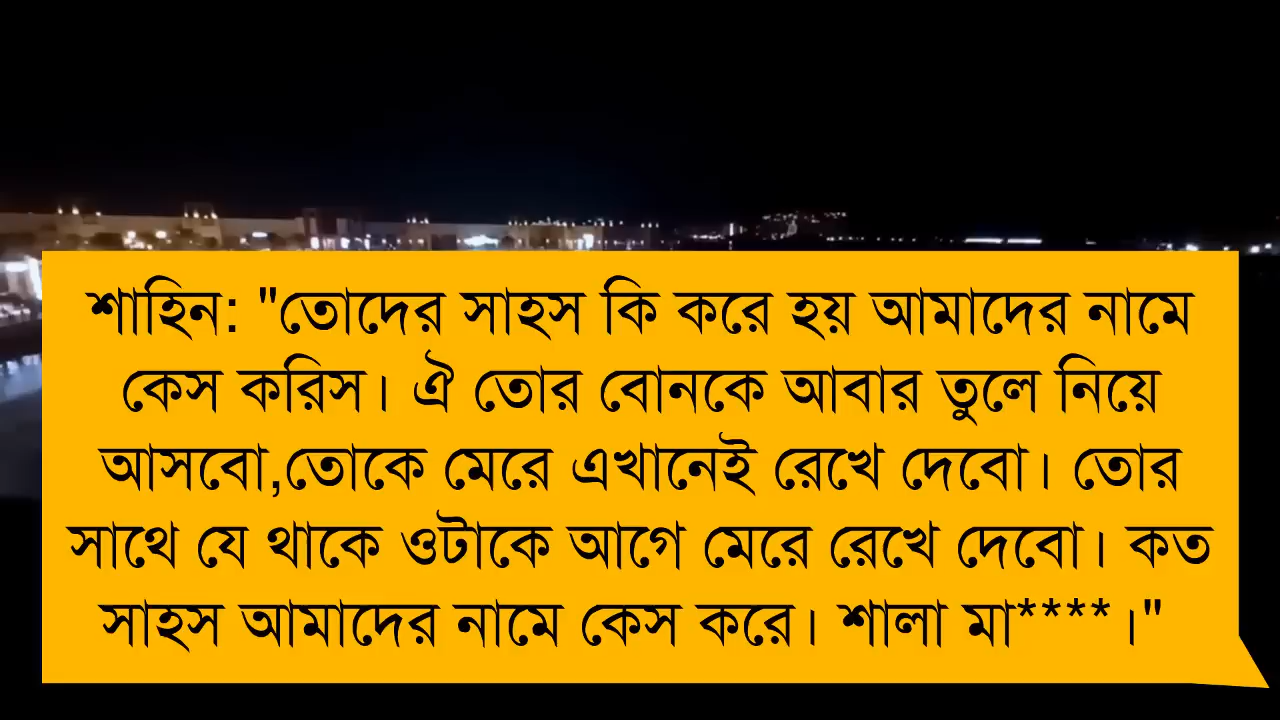 শাহিন: "তোদের সাহস কি করে হয় আমাদের নামে
কেস করিস। ঐ তোর বোনকে আবার তুলে নিয়ে
আসবো,তোকে মেরে এখানেই রেখে দেবো। তোর
সাথে যে থাকে ওটাকে আগে মেরে রেখে দেবো। কত
সাহস আমাদের নামে কেস করে। শালা মা****।"